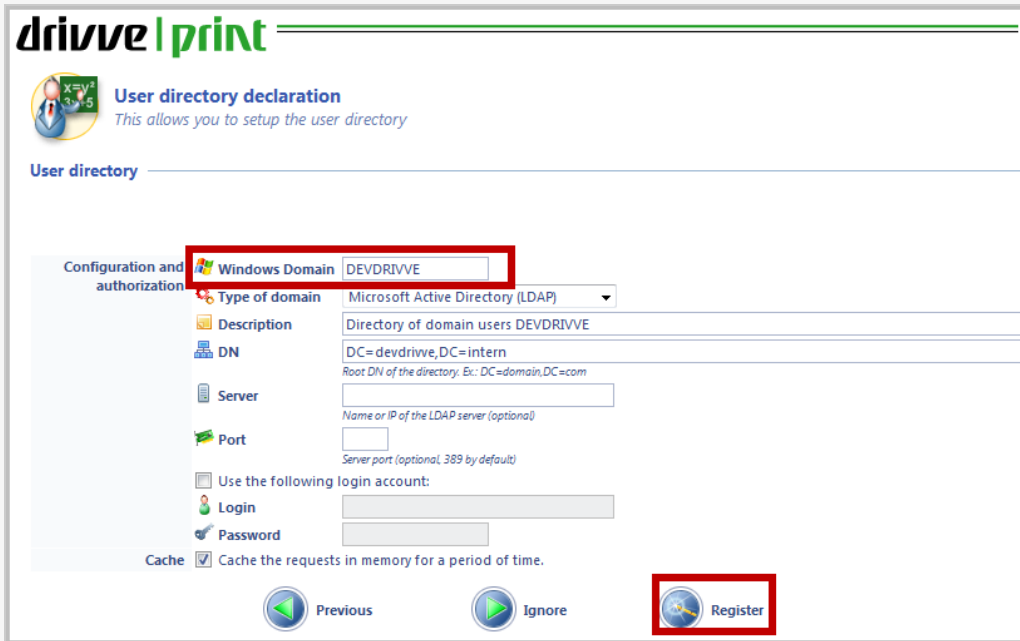 drivve | print
x=y²
User directory declaration
This allows you to setup the user directory
User directory
Configuration and authorization
Windows Domain DEVDRIVVE
Type of domain Microsoft Active Directory (LDAP)
Description Directory of domain users DEVDRIVVE
DN DC=devdrivve,DC=intern
Root DN of the directory. Ex.: DC=domain,DC=com
Server
Name or IP of the LDAP server (optional)
Port
Server port (optional, 389 by default)
Use the following login account:
Login
Password
Cache Cache the requests in memory for a period of time.
Previous Ignore Register